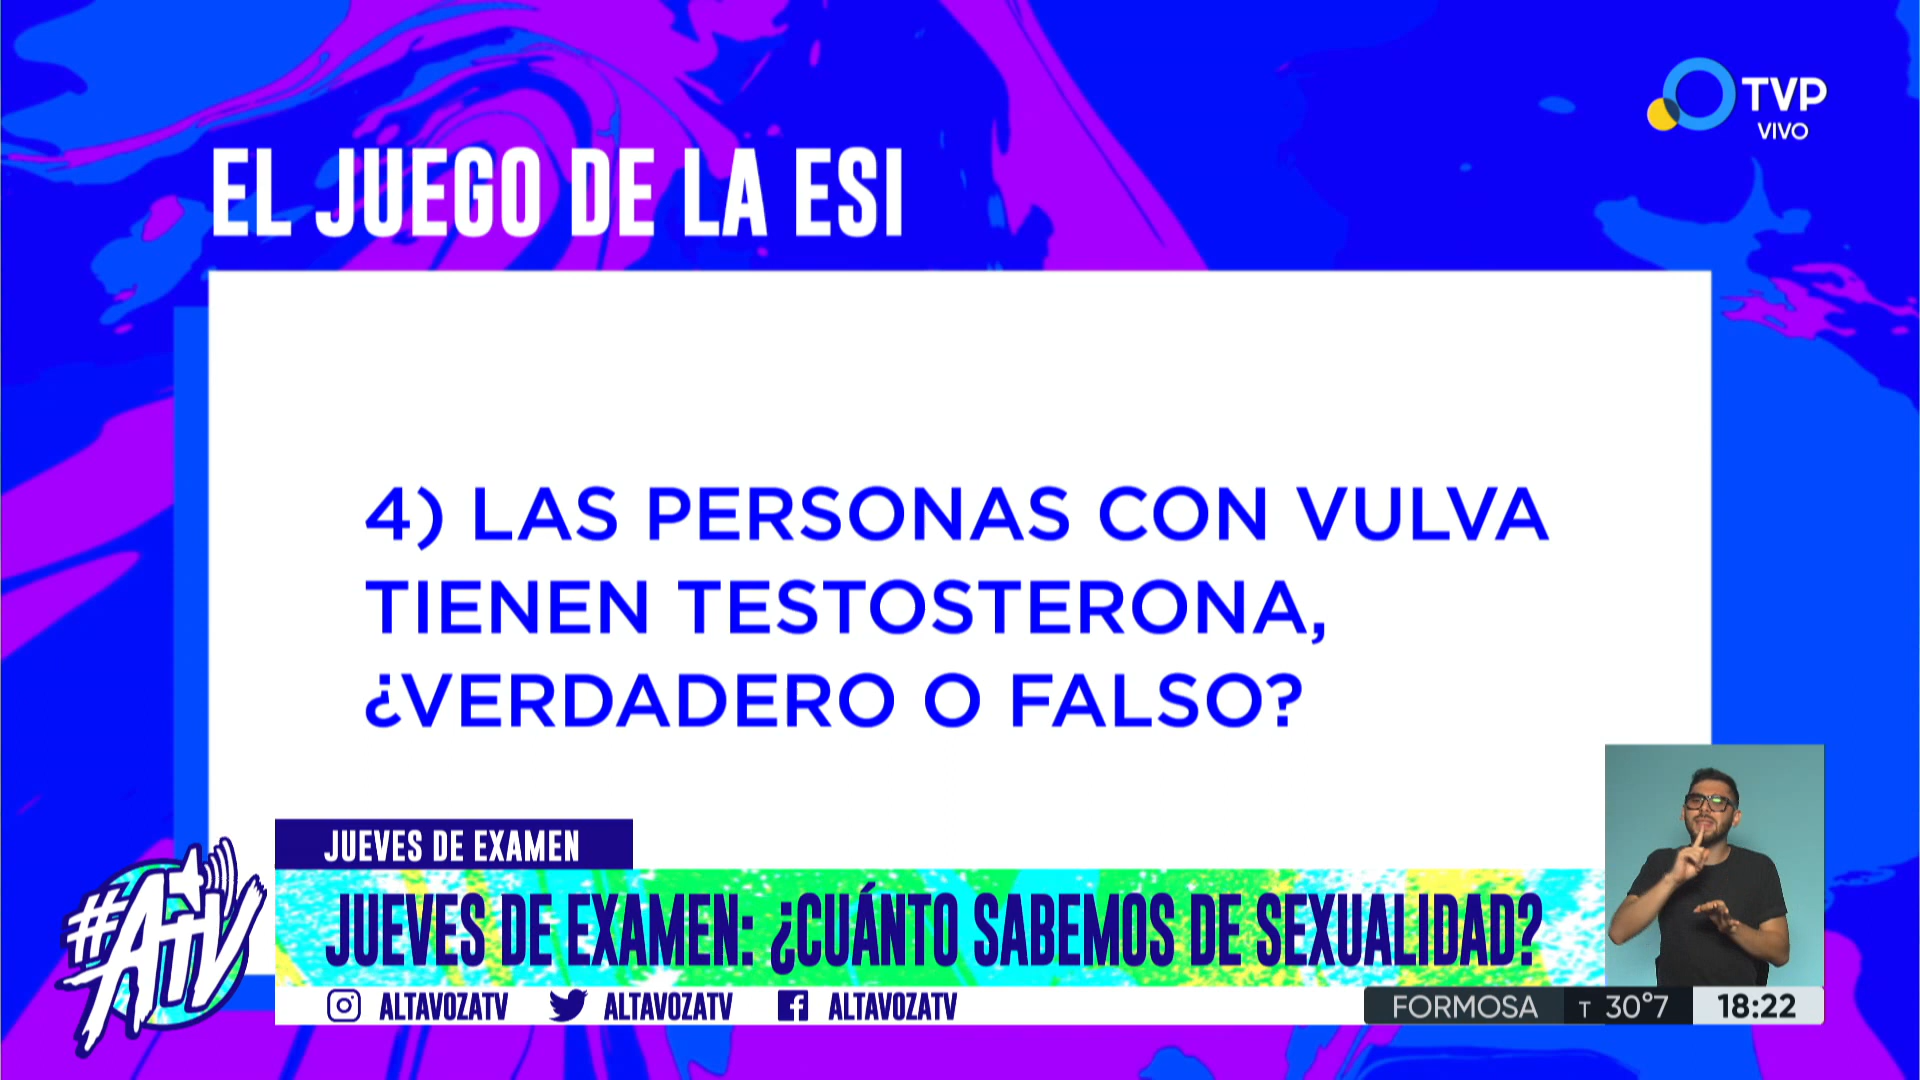 TVP
VIVO
EL JUEGO DE LA ESI
4) LAS PERSONAS CON VULVA
TIENEN TESTOSTERONA,
¿VERDADERO O FALSO?
JUEVES DE EXAMEN
#ATV
JUEVES DE EXAMEN: ¿CUÁNTO SABEMOS DE SEXUALIDAD?
ALTAVOZATV ALTAVOZATV ALTAVOZATV
FORMOSA T 30°7 18:22